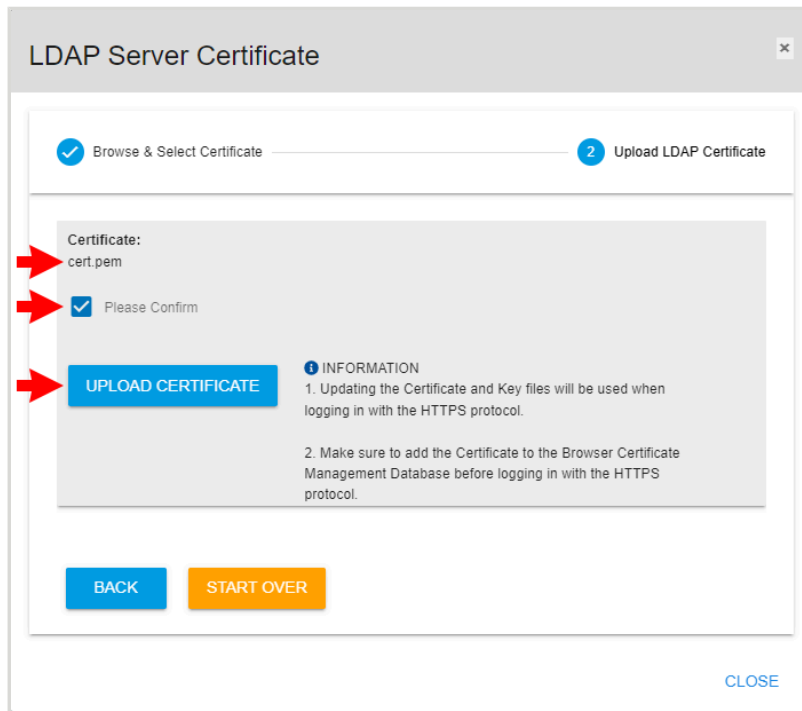 LDAP Server Certificate
×
Browse & Select Certificate
2 Upload LDAP Certificate
Certificate:
cert.pem
Please Confirm
UPLOAD CERTIFICATE
INFORMATION
1. Updating the Certificate and Key files will be used when
logging in with the HTTPS protocol.
2. Make sure to add the Certificate to the Browser Certificate
Management Database before logging in with the HTTPS
protocol.
BACK
START OVER
CLOSE